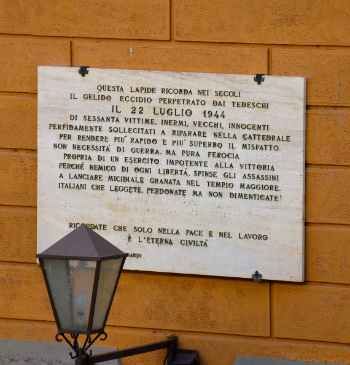 QUESTA LAPIDE RICORDA NEI SECOLI
IL GELIDO ECCIDIO PERPETRATO DAI TEDESCHI
IL 22 LUGLIO 1944
DI SESSANTA VITTIME, INERMI, VECCHI, INNOCENTI
PERFIDAMENTE SOLLECITATI A RIPARARE NELLA CATTEDRALE
PER RENDERE PIU' RAPIDO E PIU' SUPERBO IL MISFATTO.
NON NECESSITÀ DI GUERRA, MA PURA FEROCIA
PROPRIA DI UN ESERCITO IMPOTENTE ALLA VITTORIA
PERCHÉ NEMICO DI OGNI LIBERTÀ, SPINSE GLI ASSASSINI
A LANCIARE MICIDIALE GRANATA NEL TEMPIO MAGGIORE.
ITALIANI CHE LEGGETE, PERDONATE MA NON DIMENTICATE!
RICORDATE CHE SOLO NELLA PACE E NEL LAVORO
È L'ETERNA CIVILTÀ